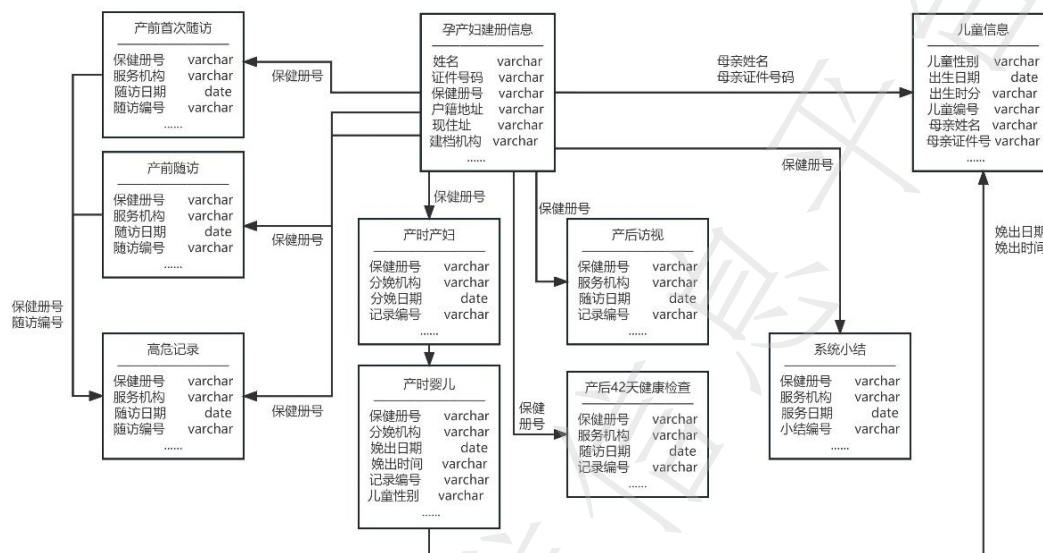 产前首次随访
保健册号 varchar
服务机构 varchar
随访日期 date
随访编号 varchar
......
保健册号
孕产妇建册信息
姓名 varchar
证件号码 varchar
保健册号 varchar
户籍地址 varchar
现住址 varchar
建档机构 varchar
......
母亲姓名
母亲证件号码
儿童信息
儿童性别 varchar
出生日期 date
出生时分 varchar
儿童编号 varchar
母亲姓名 varchar
母亲证件号 varchar
......
产前随访
保健册号 varchar
服务机构 varchar
随访日期 date
随访编号 varchar
......
保健册号
保健册号
保健册号
保健册号
产时产妇
保健册号 varchar
分娩机构 varchar
分娩日期 date
记录编号 varchar
......
产后访视
保健册号 varchar
服务机构 varchar
随访日期 date
记录编号 varchar
......
娩出日期
娩出时间
保健册号
随访编号
高危记录
保健册号 varchar
服务机构 varchar
随访日期 date
随访编号 varchar
......
保健册号
产时婴儿
保健册号 varchar
分娩机构 varchar
娩出日期 date
娩出时间 varchar
记录编号 varchar
儿童性别 varchar
......
保健
册号
产后42天健康检查
保健册号 varchar
服务机构 varchar
随访日期 date
记录编号 varchar
......
系统小结
保健册号 varchar
服务机构 varchar
服务日期 date
小结编号 varchar
......
信息平